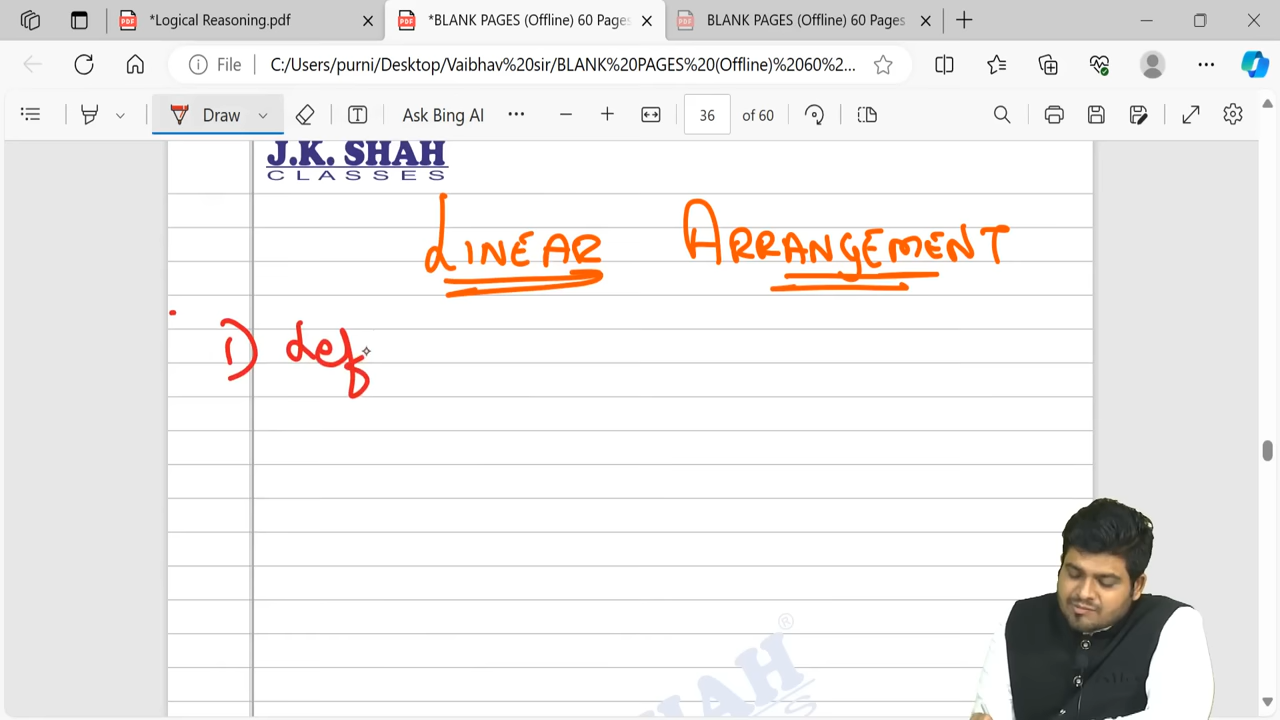 *Logical Reasoning.pdf
*BLANK PAGES (Offline) 60 Pages
BLANK PAGES (Offline) 60 Pages
File
C:/Users/purni/Desktop/Vaibhav%20sir/BLANK%20PAGES%20(Offline)%2060%2...
Draw
Ask Bing AI
36 of 60
J.K. SHAH
CLASSES
LINEAR ARRANGEMENT
1) def
SHAH ®